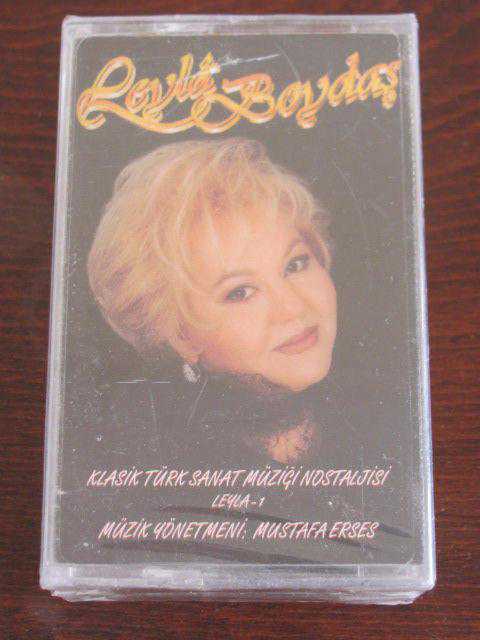 Leylâ Boydaş
KLASİK TÜRK SANAT MÜZİĞİ NOSTALJİSİ
LEYLA - 1
MÜZİK YÖNETMENİ: MUSTAFA ERSES